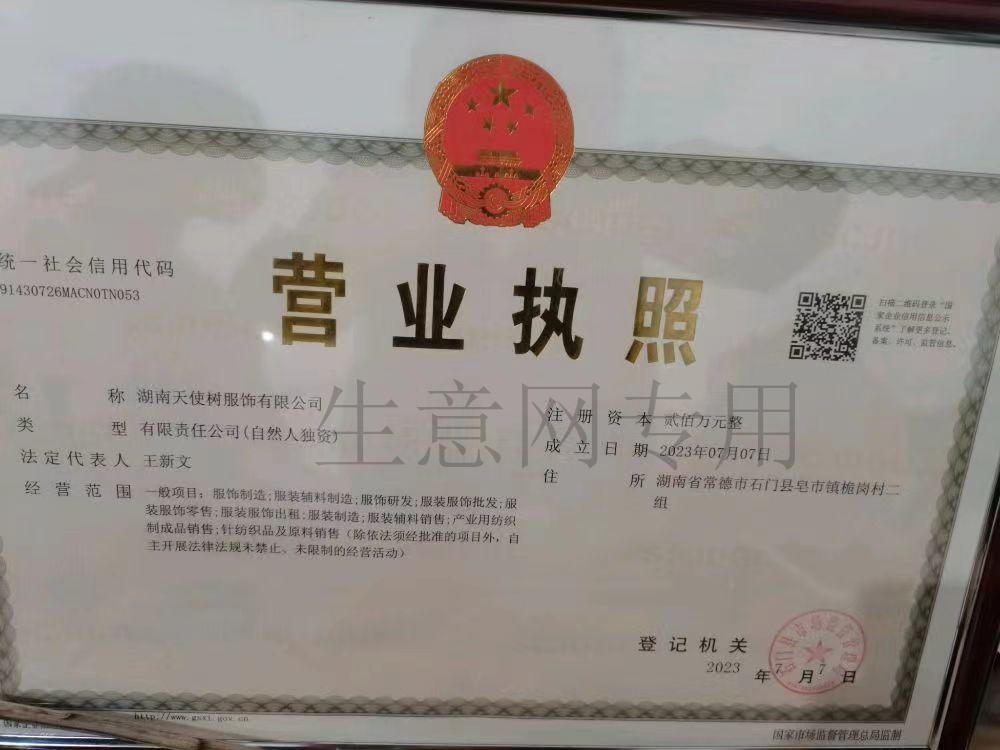 统一社会信用代码
91430726MACN0TN053
营业执照
扫描二维码登录“国
家企业信用信息公示
系统”了解更多登记、
备案、许可、监管信息。
名称 湖南天使树服饰有限公司
类型 有限责任公司(自然人独资)
法定代表人 王新文
经营范围 一般项目：服饰制造；服装辅料制造；服饰研发；服装服饰批发；服
装服饰零售；服装服饰出租；服装制造；服装辅料销售；产业用纺织
制成品销售；针纺织品及原料销售（除依法须经批准的项目外，自
主开展法律法规未禁止、未限制的经营活动）
注册资本 贰佰万元整
成立日期 2023年07月07日
住所 湖南省常德市石门县皂市镇桅岗村二
组
生意网专用
登记机关
2023 年 7 月 7 日
http://www.gsxt.gov.cn
国家市场监督管理总局监制